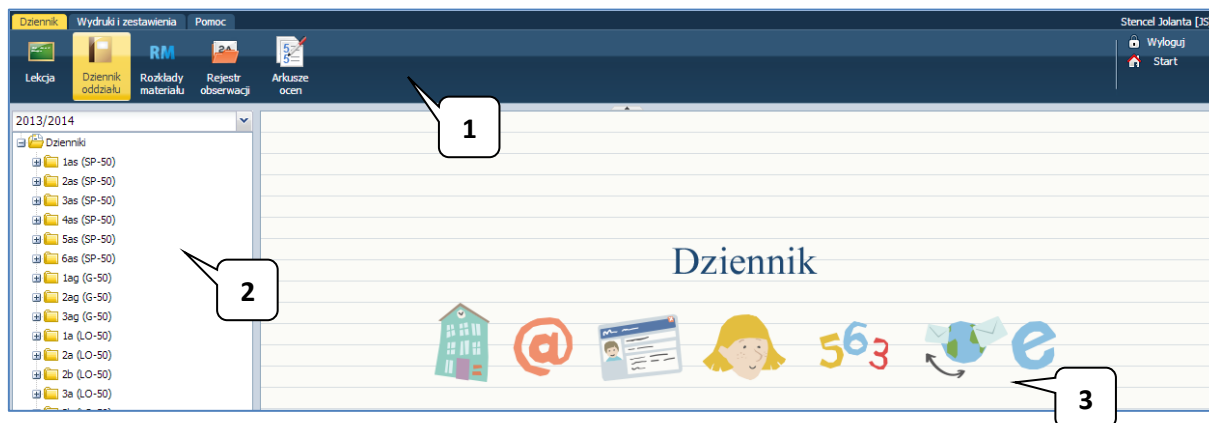 Dziennik Wydruki i zestawienia Pomoc
Stencel Jolanta [JS
Lekcja
Dziennik
oddziału
RM
Rozkłady
materiału
2A
Rejestr
obserwacji
5
5
Arkusze
ocen
Wyloguj
Start
1
2013/2014
Dzienniki
1as (SP-50)
2as (SP-50)
3as (SP-50)
4as (SP-50)
5as (SP-50)
6as (SP-50)
1ag (G-50)
2ag (G-50)
3ag (G-50)
1a (LO-50)
2a (LO-50)
2b (LO-50)
3a (LO-50)
2
Dziennik
@ 563 e
3